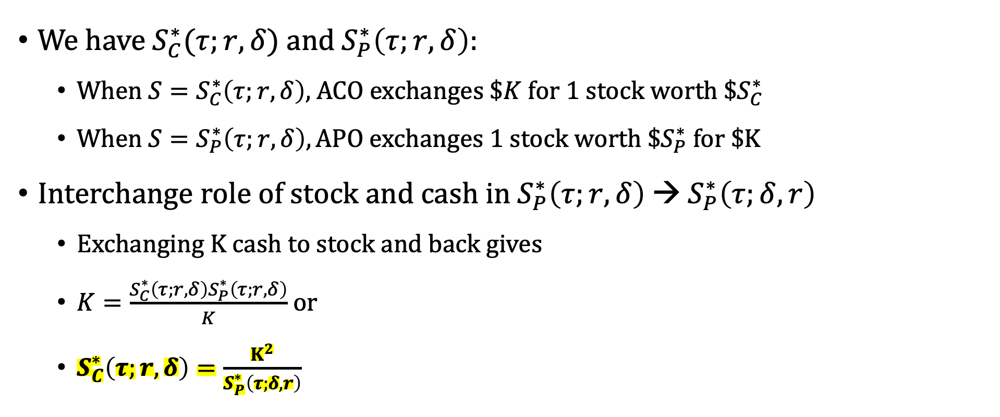 • We have $S_C^*(\tau; r, \delta)$ and $S_P^*(\tau; r, \delta)$:
• When $S = S_C^*(\tau; r, \delta)$, ACO exchanges \$$K$ for 1 stock worth \$$S_C^*$
• When $S = S_P^*(\tau; r, \delta)$, APO exchanges 1 stock worth \$$S_P^*$ for \$K
• Interchange role of stock and cash in $S_P^*(\tau; r, \delta)$ → $S_P^*(\tau; \delta, r)$
• Exchanging K cash to stock and back gives
• $K = \frac{S_C^*(\tau; r, \delta) S_P^*(\tau; r, \delta)}{K}$ or
• $S_C^*(\tau; r, \delta) = \frac{K^2}{S_P^*(\tau; \delta, r)}$